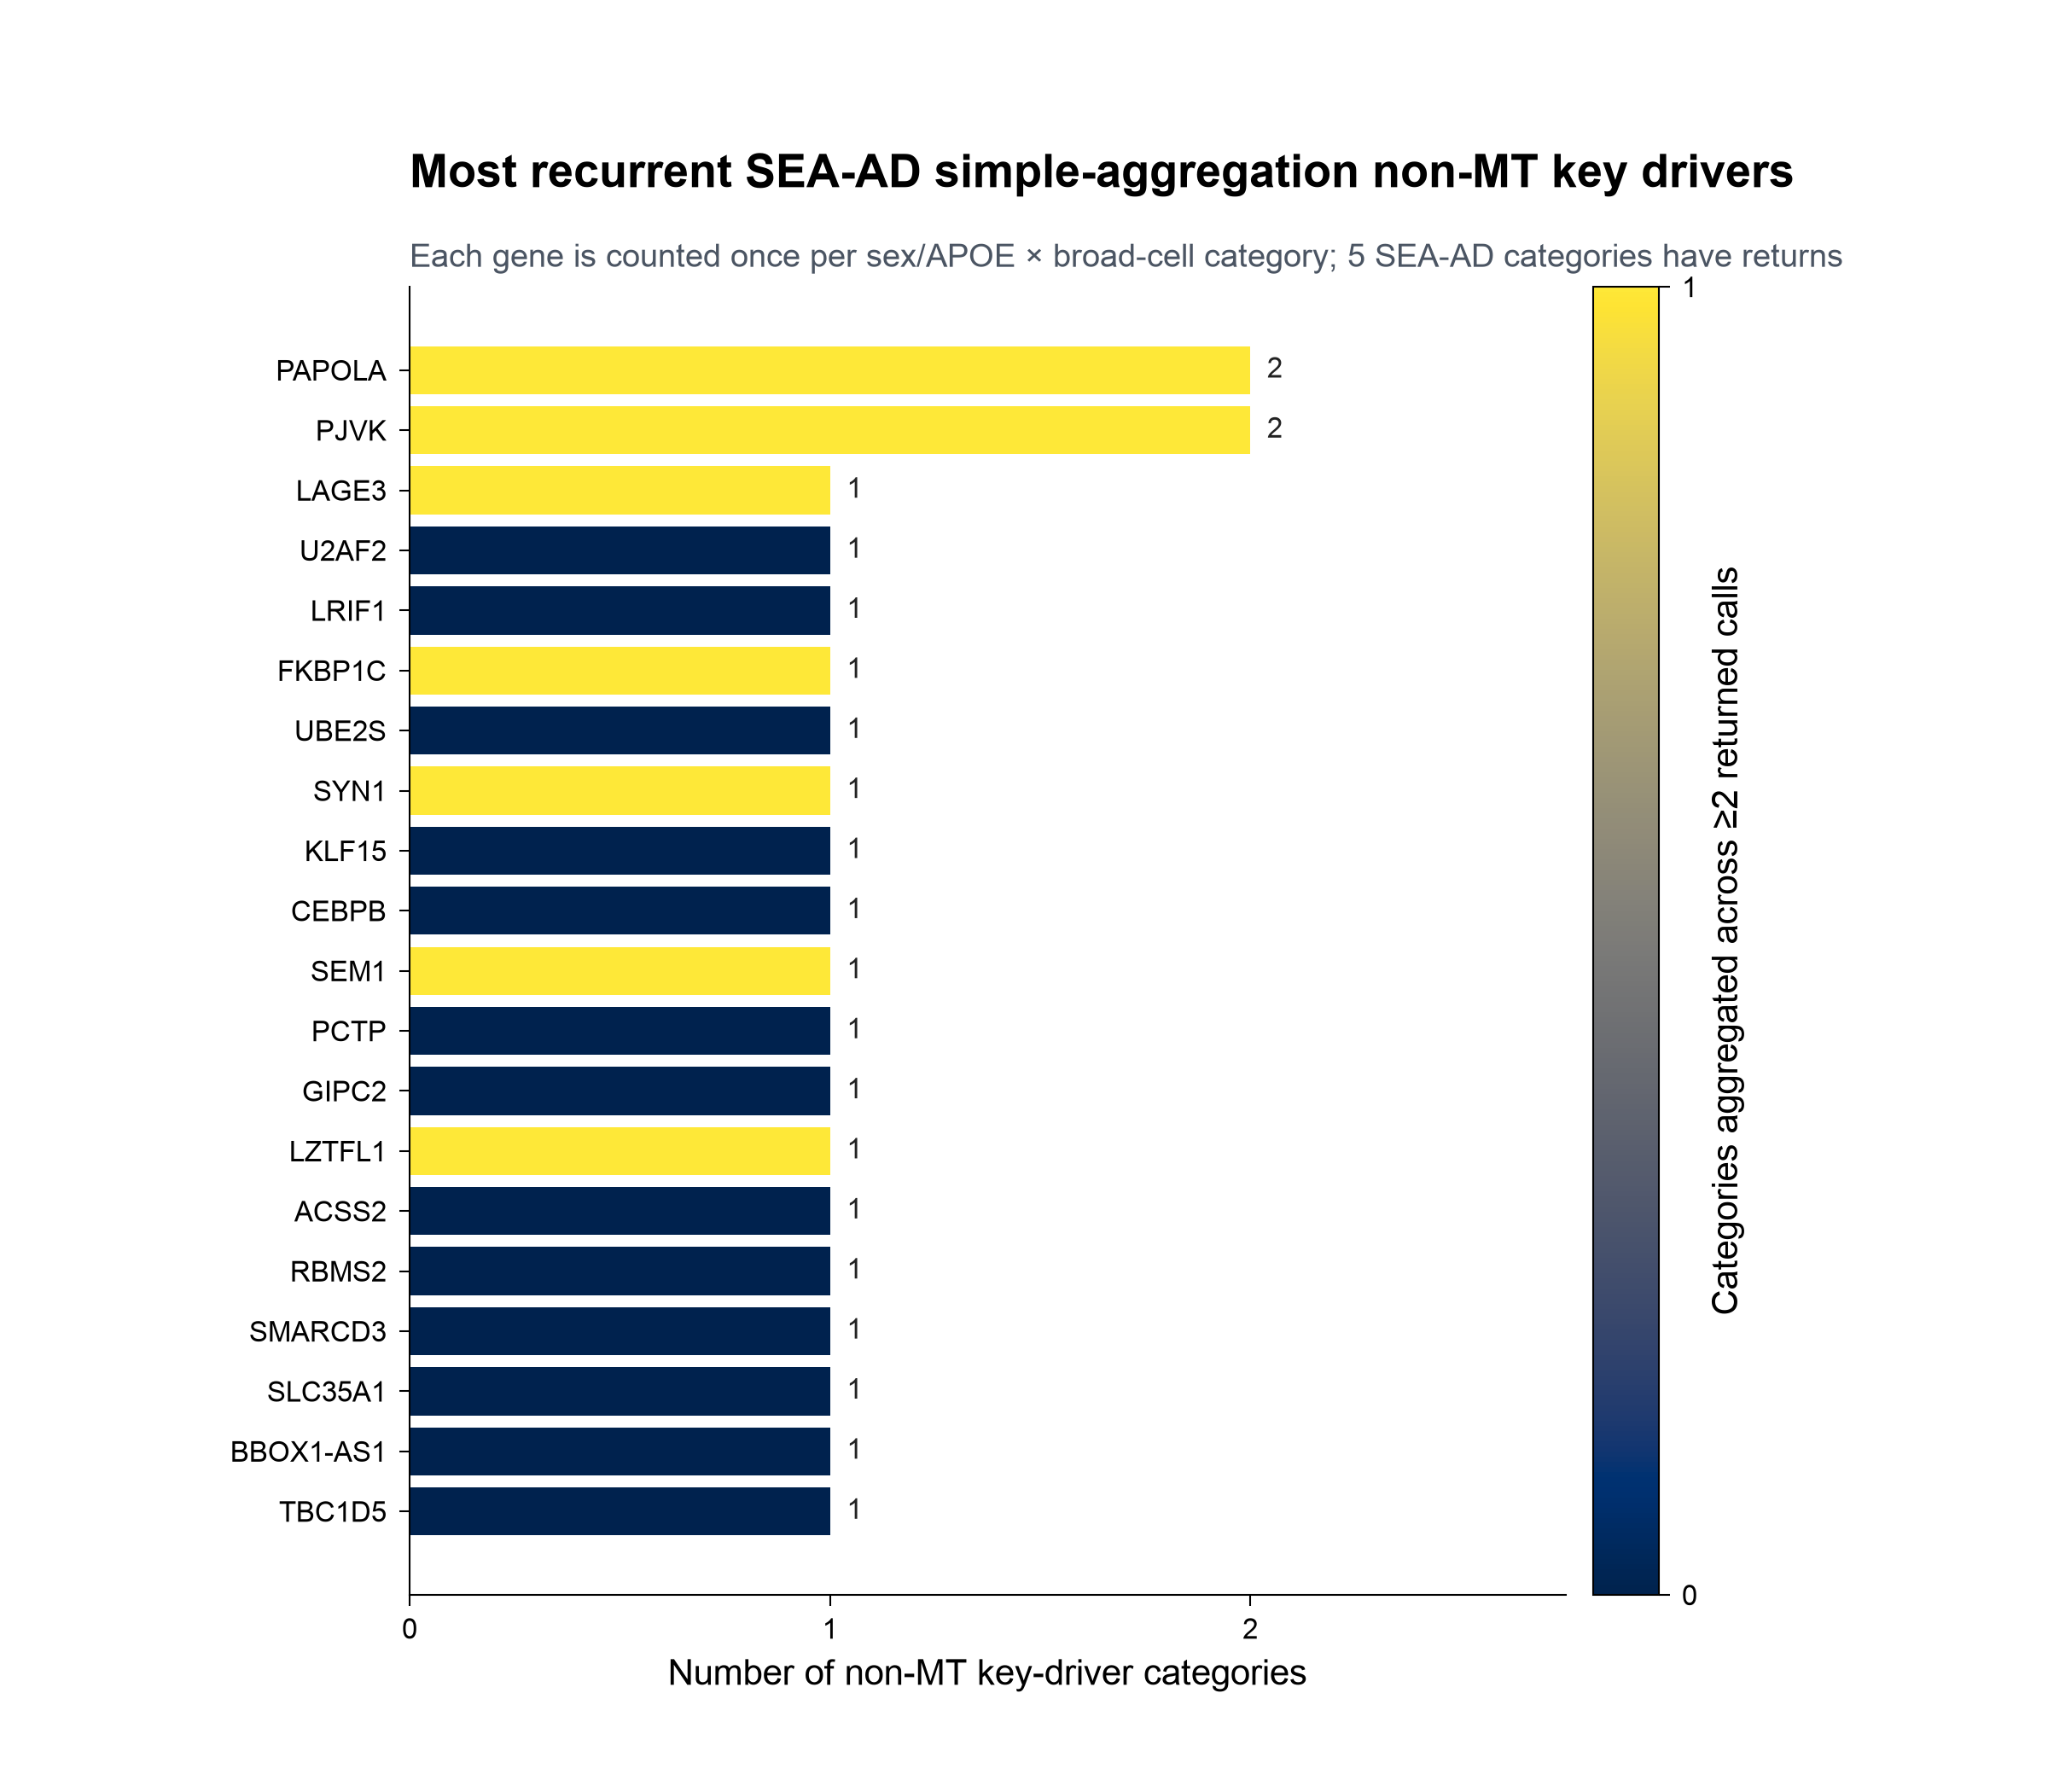 Most recurrent SEA-AD simple-aggregation non-MT key drivers
Each gene is counted once per sex/APOE × broad-cell category; 5 SEA-AD categories have returns
PAPOLA 2
PJVK 2
LAGE3 1
U2AF2 1
LRIF1 1
FKBP1C 1
UBE2S 1
SYN1 1
KLF15 1
CEBPB 1
SEM1 1
PCTP 1
GIPC2 1
LZTFL1 1
ACSS2 1
RBMS2 1
SMARCD3 1
SLC35A1 1
BBOX1-AS1 1
TBC1D5 1
0 1 2
Number of non-MT key-driver categories
1
0
Categories aggregated across ≥2 returned calls